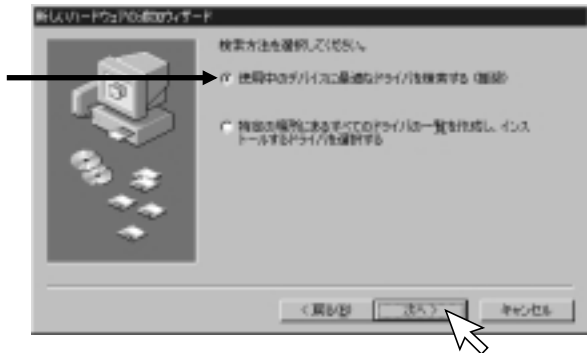 新しいハードウェアの追加ウィザード
検索方法を選択してください。
使用中のデバイスに最適なドライバを検索する (推奨)
特定の場所にあるすべてのドライバの一覧を作成し、インス
トールするドライバを選択する
< 戻る(B)
次へ >
キャンセル